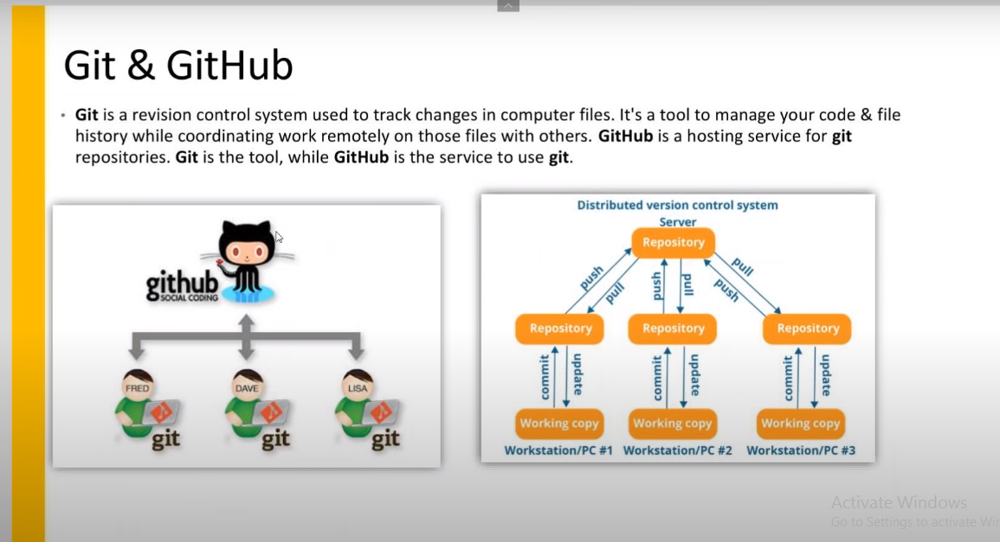 Git & GitHub
• Git is a revision control system used to track changes in computer files. It's a tool to manage your code & file
history while coordinating work remotely on those files with others. GitHub is a hosting service for git
repositories. Git is the tool, while GitHub is the service to use git.
github
SOCIAL CODING
FRED
DAVE
LISA
git
git
git
Distributed version control system
Server
Repository
push
pull
push
pull
push
pull
Repository
Repository
Repository
commit
update
commit
update
commit
update
Working copy
Working copy
Working copy
Workstation/PC #1
Workstation/PC #2
Workstation/PC #3
Activate Windows
Go to Settings to activate Wi